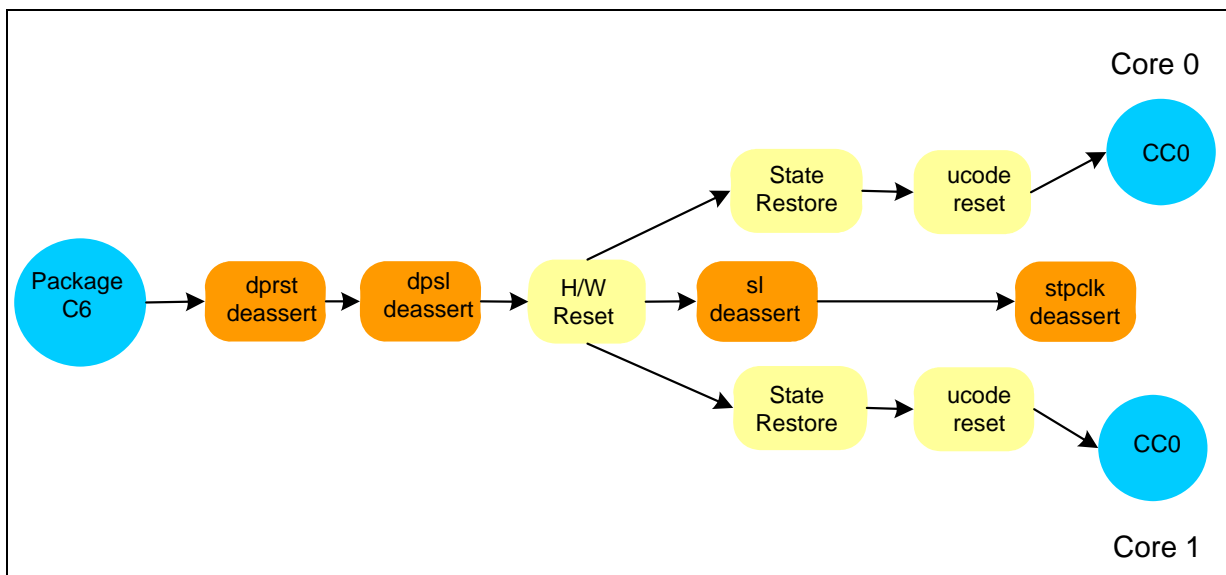 Core 0
CC0
State
Restore
ucode
reset
Package
C6
dprst
deassert
dpsl
deassert
H/W
Reset
sl
deassert
stpclk
deassert
State
Restore
ucode
reset
CC0
Core 1